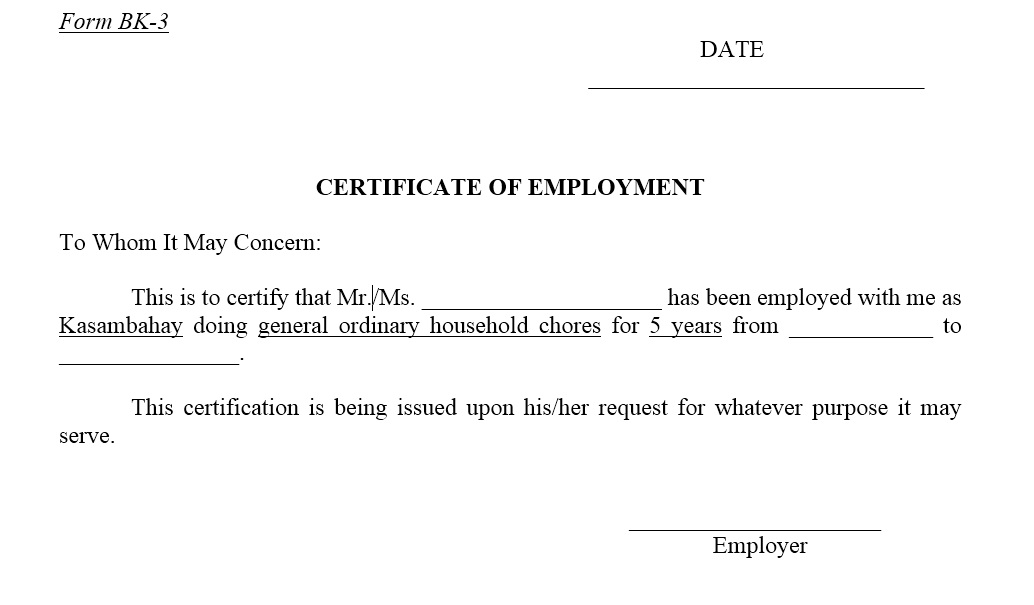 Form BK-3
DATE
____________________________
CERTIFICATE OF EMPLOYMENT
To Whom It May Concern:
This is to certify that Mr./Ms. ____________________ has been employed with me as
Kasambahay doing general ordinary household chores for 5 years from ____________ to
_______________.
This certification is being issued upon his/her request for whatever purpose it may
serve.
_____________________
Employer